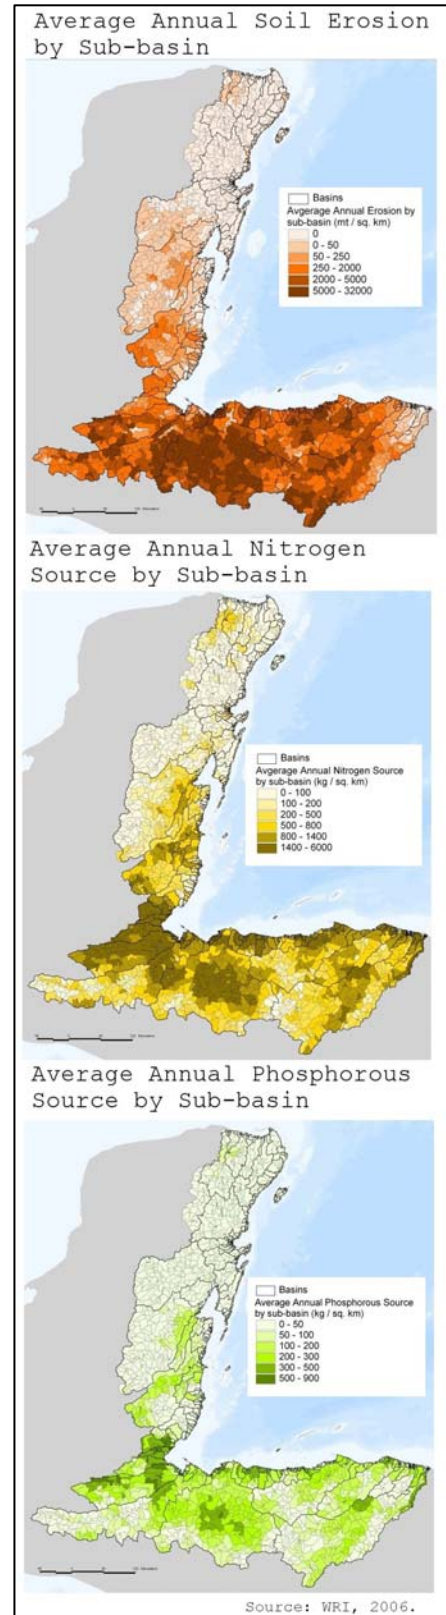 Average Annual Soil Erosion
by Sub-basin
Basins
Avgerage Annual Erosion by
sub-basin (mt / sq. km)
0
0 - 50
50 - 250
250 - 2000
2000 - 5000
5000 - 32000
Average Annual Nitrogen
Source by Sub-basin
Basins
Avgerage Annual Nitrogen Source
by sub-basin (kg / sq. km)
0 - 100
100 - 200
200 - 500
500 - 800
800 - 1400
1400 - 6000
Average Annual Phosphorous
Source by Sub-basin
Basins
Average Annual Phosphorous Source
by sub-basin (kg / sq. km)
0 - 50
50 - 100
100 - 200
200 - 300
300 - 500
500 - 900
Source: WRI, 2006.